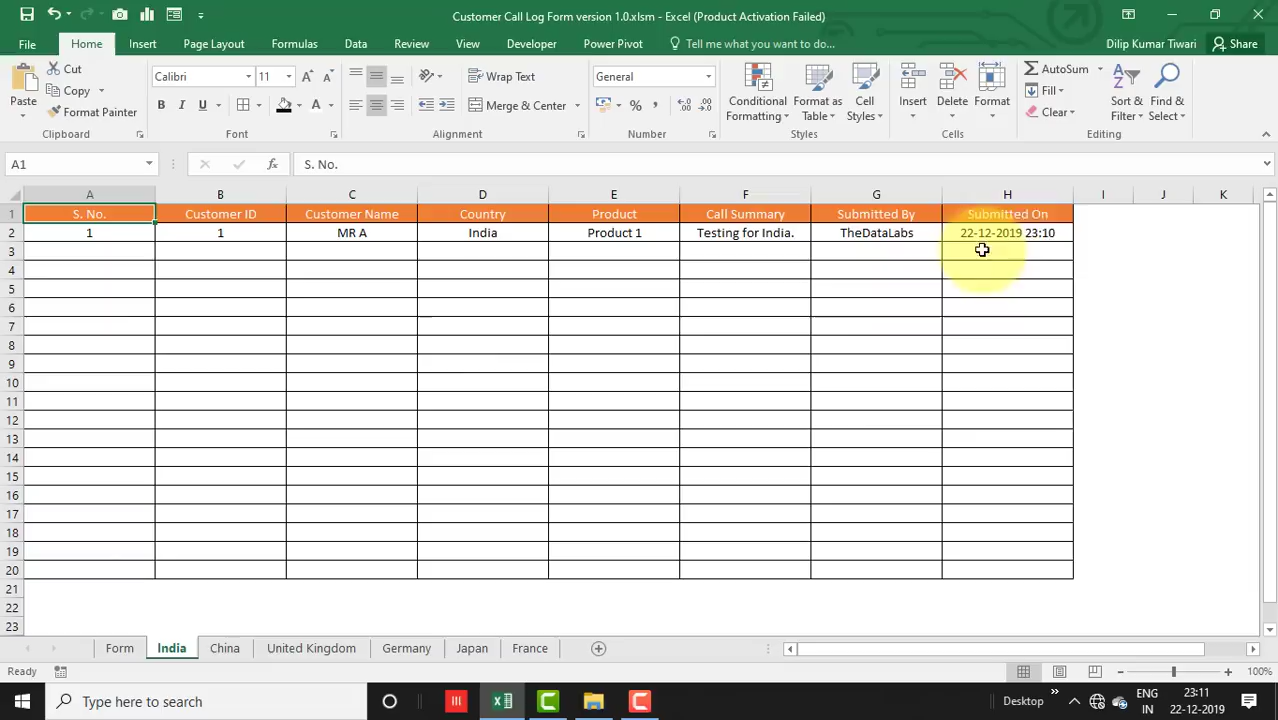 Customer Call Log Form version 1.0.xlsm - Excel (Product Activation Failed)
File Home Insert Page Layout Formulas Data Review View Developer Power Pivot Tell me what you want to do... Dilip Kumar Tiwari Share
Paste
Cut
Copy
Format Painter
Clipboard
Calibri 11
B I U
A
Font
Wrap Text
Merge & Center
Alignment
General
%
Number
Conditional Formatting
Format as Table
Cell Styles
Styles
Insert
Delete
Format
Cells
AutoSum
Fill
Clear
Sort & Filter
Find & Select
Editing
A1 fx S. No.
A B C D E F G H I J K
1 S. No. Customer ID Customer Name Country Product Call Summary Submitted By Submitted On
2 1 1 MR A India Product 1 Testing for India. TheDataLabs 22-12-2019 23:10
3
4
5
6
7
8
9
10
11
12
13
14
15
16
17
18
19
20
21
22
23
Form India China United Kingdom Germany Japan France
Ready 100%
Type here to search Desktop ENG IN 23:11 22-12-2019